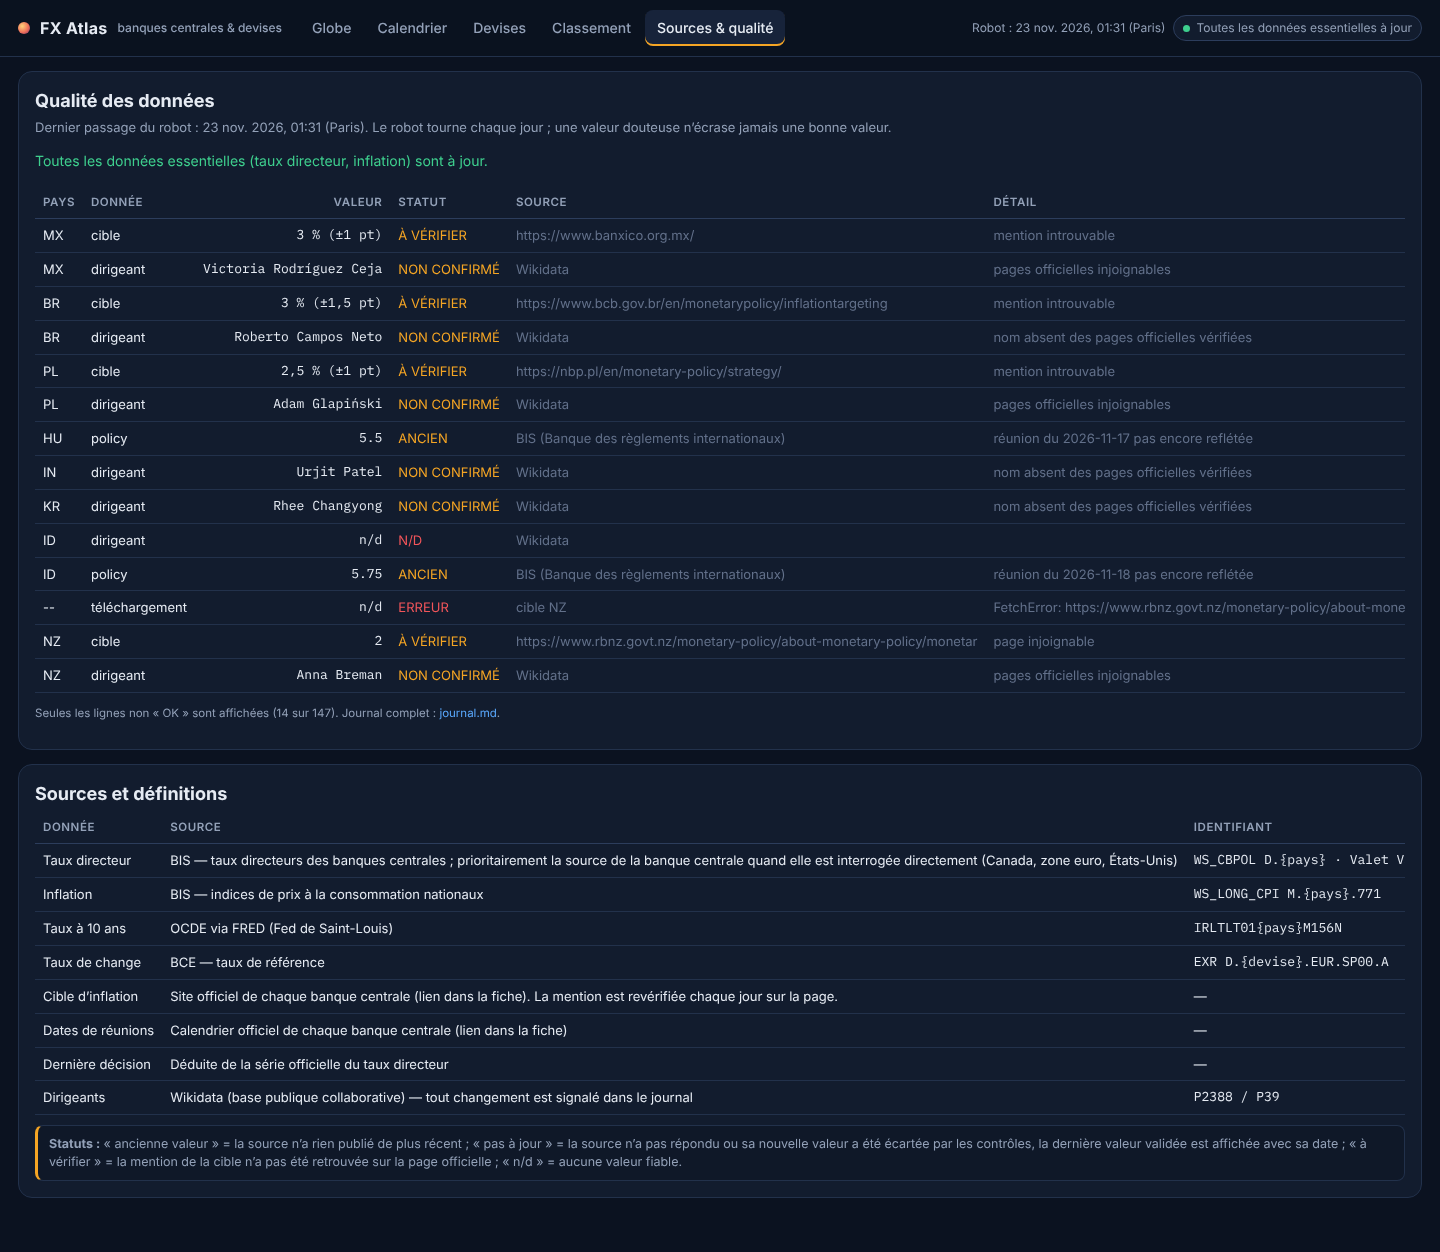 FX Atlas banques centrales & devises Globe Calendrier Devises Classement Sources & qualité Robot : 23 nov. 2026, 01:31 (Paris) Toutes les données essentielles à jour
Qualité des données
Dernier passage du robot : 23 nov. 2026, 01:31 (Paris). Le robot tourne chaque jour ; une valeur douteuse n’écrase jamais une bonne valeur.
Toutes les données essentielles (taux directeur, inflation) sont à jour.
PAYS DONNÉE VALEUR STATUT SOURCE DÉTAIL
MX cible 3 % (±1 pt) À VÉRIFIER https://www.banxico.org.mx/ mention introuvable
MX dirigeant Victoria Rodríguez Ceja NON CONFIRMÉ Wikidata pages officielles injoignables
BR cible 3 % (±1,5 pt) À VÉRIFIER https://www.bcb.gov.br/en/monetarypolicy/inflationtargeting mention introuvable
BR dirigeant Roberto Campos Neto NON CONFIRMÉ Wikidata nom absent des pages officielles vérifiées
PL cible 2,5 % (±1 pt) À VÉRIFIER https://nbp.pl/en/monetary-policy/strategy/ mention introuvable
PL dirigeant Adam Glapiński NON CONFIRMÉ Wikidata pages officielles injoignables
HU policy 5.5 ANCIEN BIS (Banque des règlements internationaux) réunion du 2026-11-17 pas encore reflétée
IN dirigeant Urjit Patel NON CONFIRMÉ Wikidata nom absent des pages officielles vérifiées
KR dirigeant Rhee Changyong NON CONFIRMÉ Wikidata nom absent des pages officielles vérifiées
ID dirigeant n/d N/D Wikidata
ID policy 5.75 ANCIEN BIS (Banque des règlements internationaux) réunion du 2026-11-18 pas encore reflétée
-- téléchargement n/d ERREUR cible NZ FetchError: https://www.rbnz.govt.nz/monetary-policy/about-mone
NZ cible 2 À VÉRIFIER https://www.rbnz.govt.nz/monetary-policy/about-monetary-policy/monetar page injoignable
NZ dirigeant Anna Breman NON CONFIRMÉ Wikidata pages officielles injoignables
Seules les lignes non « OK » sont affichées (14 sur 147). Journal complet : journal.md.
Sources et définitions
DONNÉE SOURCE IDENTIFIANT
Taux directeur BIS — taux directeurs des banques centrales ; prioritairement la source de la banque centrale quand elle est interrogée directement (Canada, zone euro, États-Unis) WS_CBPOL D.{pays} · Valet V
Inflation BIS — indices de prix à la consommation nationaux WS_LONG_CPI M.{pays}.771
Taux à 10 ans OCDE via FRED (Fed de Saint-Louis) IRLTLT01{pays}M156N
Taux de change BCE — taux de référence EXR D.{devise}.EUR.SP00.A
Cible d’inflation Site officiel de chaque banque centrale (lien dans la fiche). La mention est revérifiée chaque jour sur la page. —
Dates de réunions Calendrier officiel de chaque banque centrale (lien dans la fiche) —
Dernière décision Déduite de la série officielle du taux directeur —
Dirigeants Wikidata (base publique collaborative) — tout changement est signalé dans le journal P2388 / P39
Statuts : « ancienne valeur » = la source n’a rien publié de plus récent ; « pas à jour » = la source n’a pas répondu ou sa nouvelle valeur a été écartée par les contrôles, la dernière valeur validée est affichée avec sa date ; « à
vérifier » = la mention de la cible n’a pas été retrouvée sur la page officielle ; « n/d » = aucune valeur fiable.